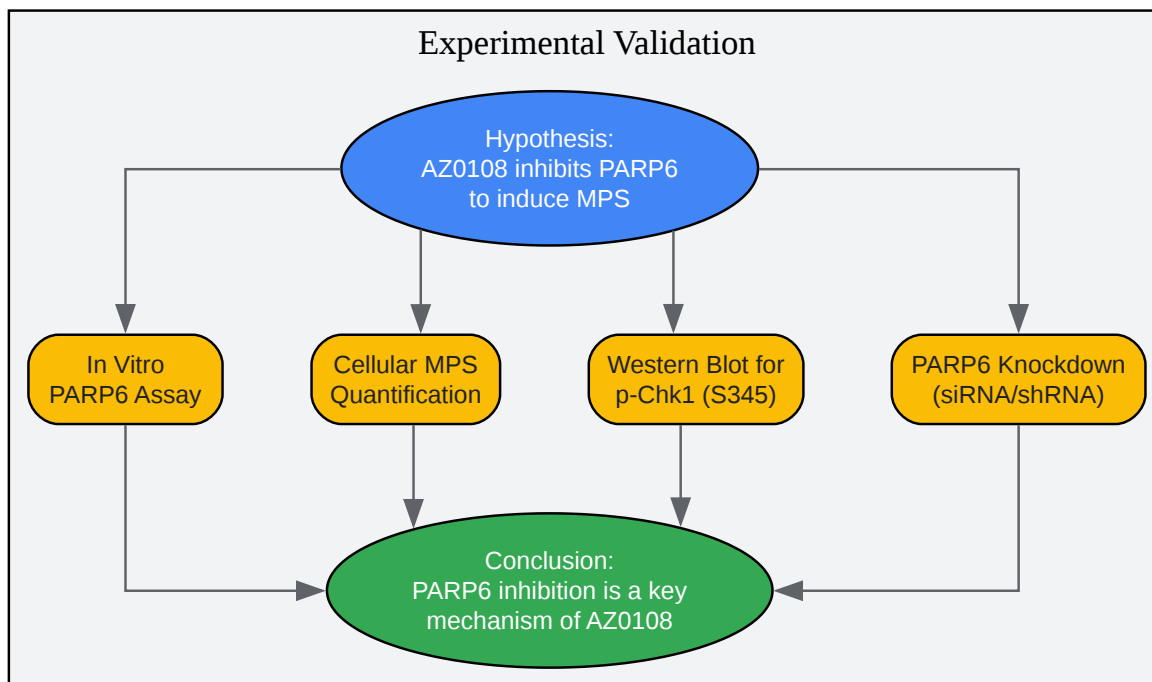 Experimental Validation
Hypothesis:
AZ0108 inhibits PARP6
to induce MPS
In Vitro
PARP6 Assay
Cellular MPS
Quantification
Western Blot for
p-Chk1 (S345)
PARP6 Knockdown
(siRNA/shRNA)
Conclusion:
PARP6 inhibition is a key
mechanism of AZ0108